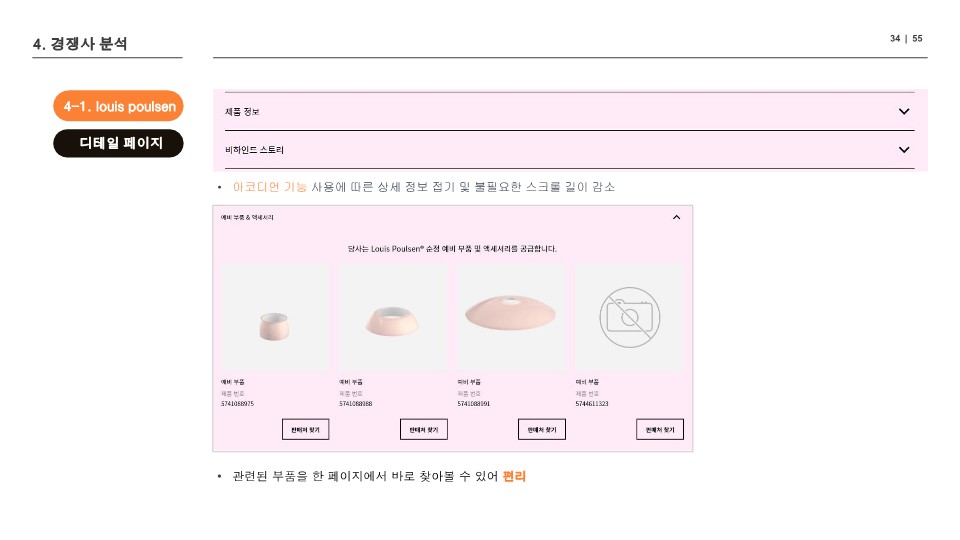 4. 경쟁사 분석
34 | 55
4-1. louis poulsen
디테일 페이지
제품 정보
비하인드 스토리
• 아코디언 기능 사용에 따른 상세 정보 접기 및 불필요한 스크롤 길이 감소
예비 부품 & 액세서리
당사는 Louis Poulsen® 순정 예비 부품 및 액세서리를 공급합니다.
예비 부품 예비 부품 예비 부품 예비 부품
제품 번호 제품 번호 제품 번호 제품 번호
5741088975 5741088988 5741088991 5744611323
판매처 찾기 판매처 찾기 판매처 찾기 판매처 찾기
• 관련된 부품을 한 페이지에서 바로 찾아볼 수 있어 편리